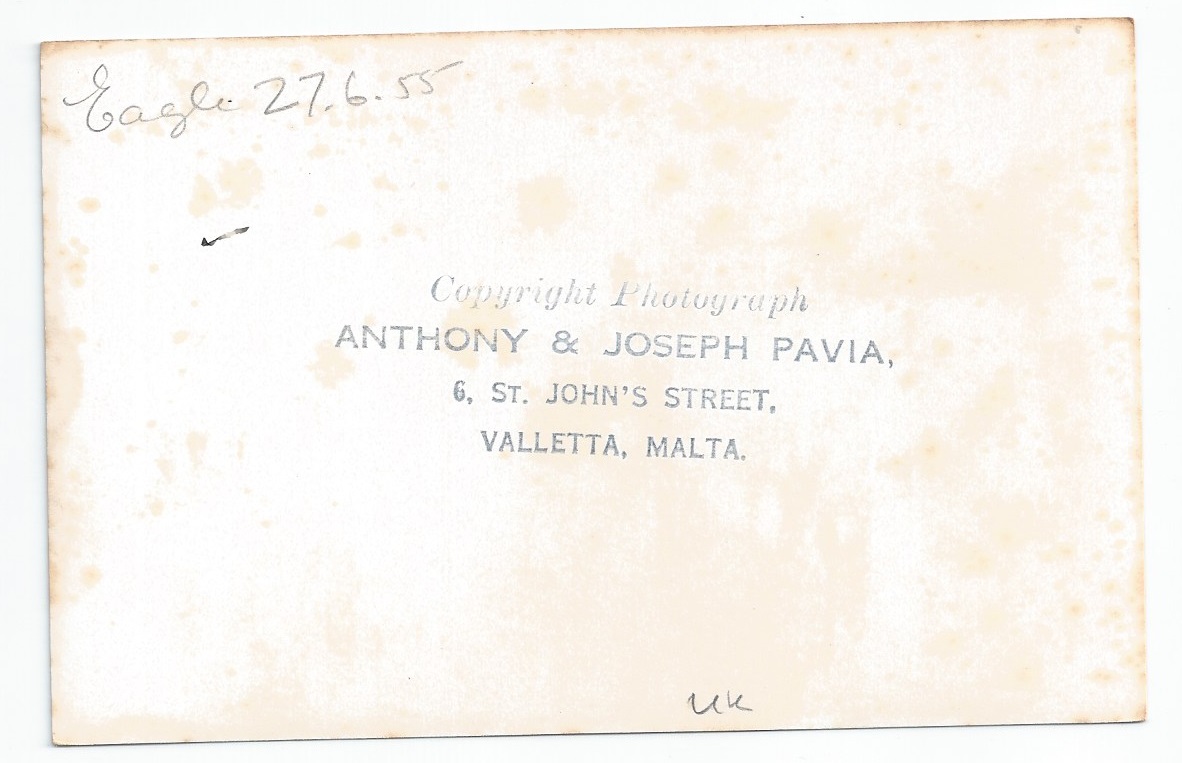 Eagle 27.6.55
Copyright Photograph
ANTHONY & JOSEPH PAVIA,
6, ST. JOHN'S STREET,
VALLETTA, MALTA.
UK